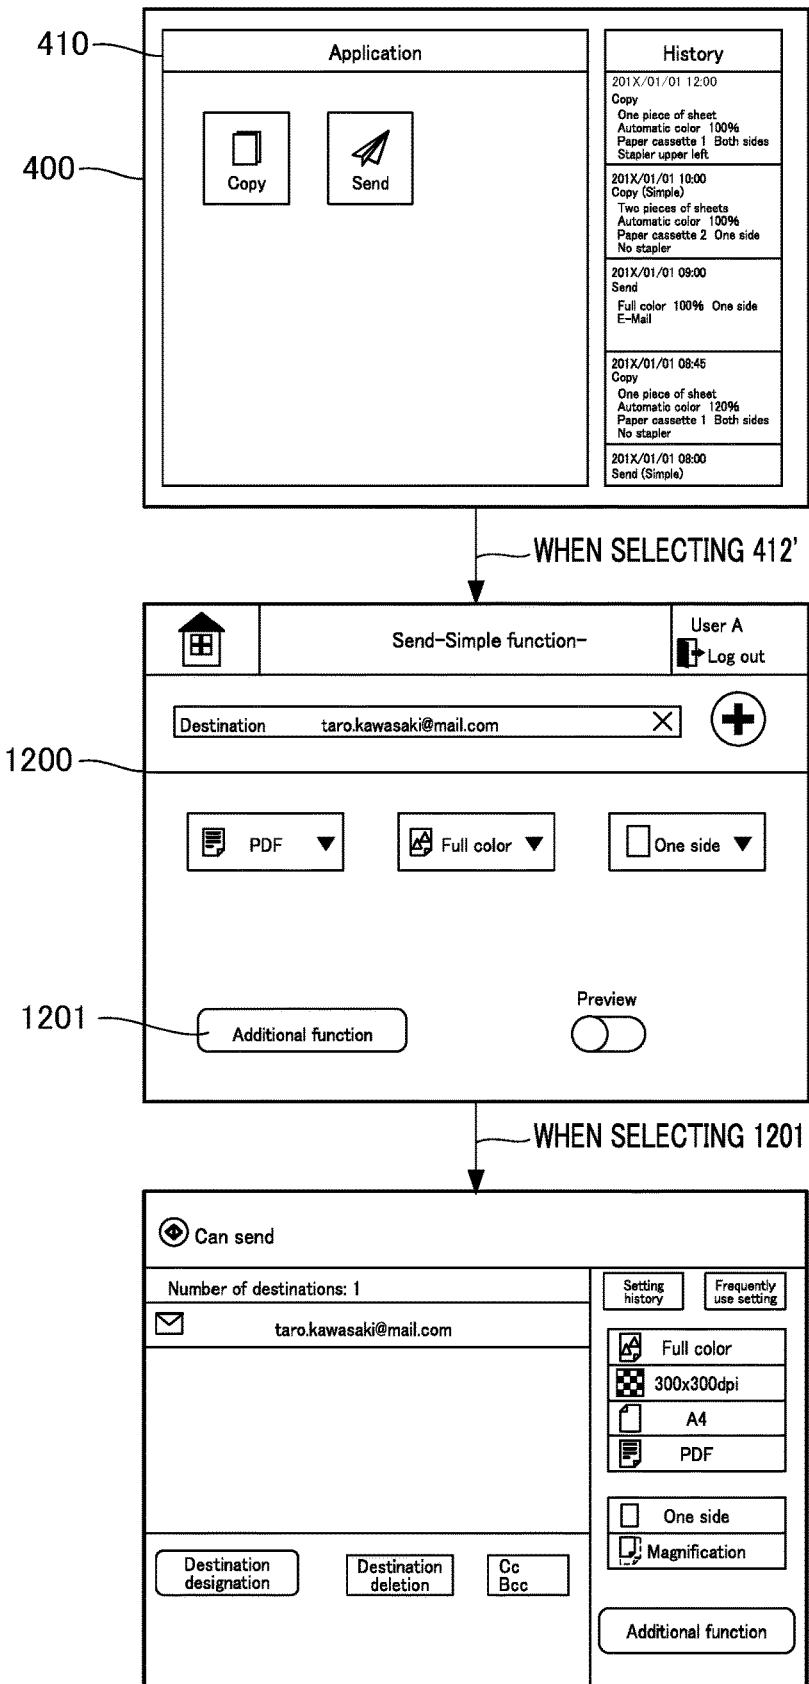 410
Application
History
400
Copy
Send
201X/01/01 12:00
Copy
One piece of sheet
Automatic color 100%
Paper cassette 1 Both sides
Stapler upper left
201X/01/01 10:00
Copy (Simple)
Two pieces of sheets
Automatic color 100%
Paper cassette 2 One side
No stapler
201X/01/01 09:00
Send
Full color 100% One side
E-Mail
201X/01/01 08:45
Copy
One piece of sheet
Automatic color 120%
Paper cassette 1 Both sides
No stapler
201X/01/01 08:00
Send (Simple)
WHEN SELECTING 412'
Send-Simple function-
User A
Log out
Destination taro.kawasaki@mail.com
1200
PDF
Full color
One side
1201
Additional function
Preview
WHEN SELECTING 1201
Can send
Number of destinations: 1
taro.kawasaki@mail.com
Setting
history
Frequently
use setting
Full color
300x300dpi
A4
PDF
One side
Magnification
Destination
designation
Destination
deletion
Cc
Bcc
Additional function